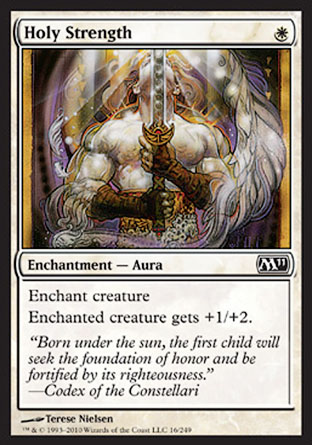 Holy Strength
Enchantment — Aura
M11
Enchant creature
Enchanted creature gets +1/+2.
“Born under the sun, the first child will
seek the foundation of honor and be
fortified by its righteousness.”
—Codex of the Constellari
Terese Nielsen
™ & © 1993–2010 Wizards of the Coast LLC 16/249